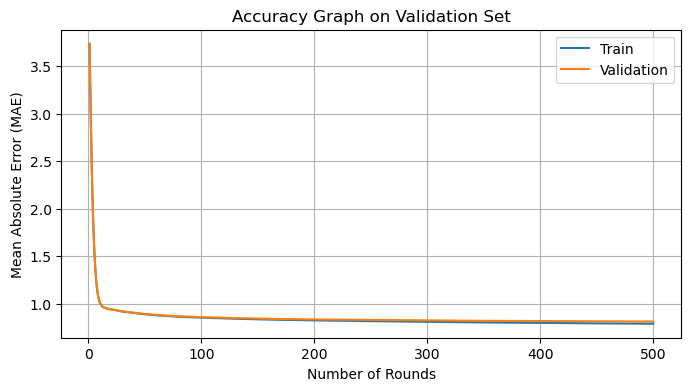 Accuracy Graph on Validation Set
Train
Validation
Mean Absolute Error (MAE)
3.5
3.0
2.5
2.0
1.5
1.0
0
100
200
300
400
500
Number of Rounds